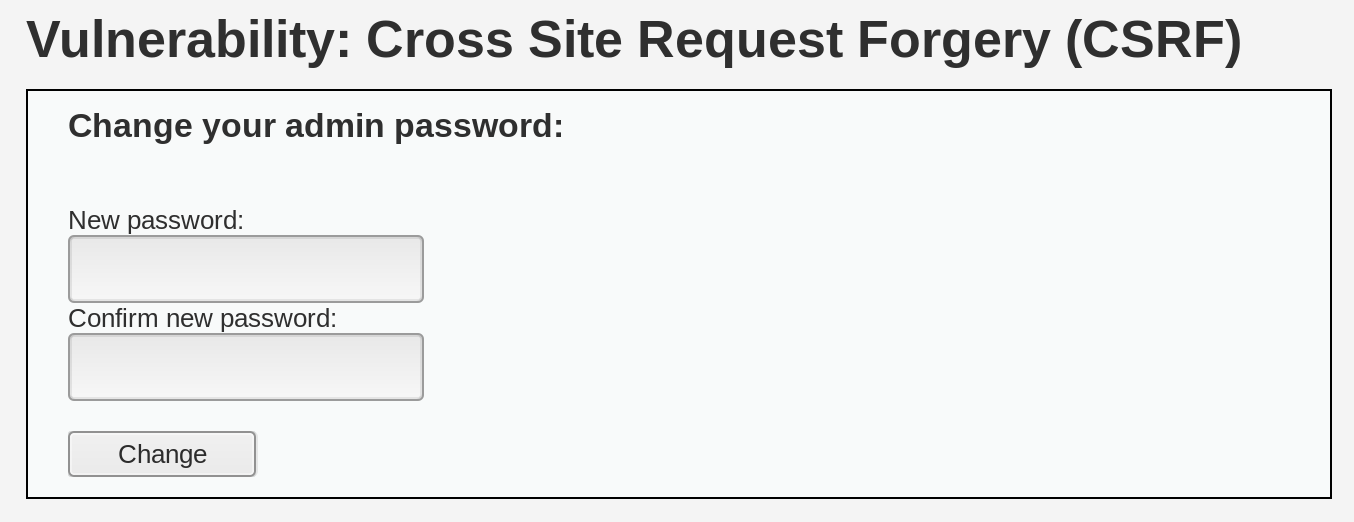 Vulnerability: Cross Site Request Forgery (CSRF)
Change your admin password:
New password:
Confirm new password:
Change